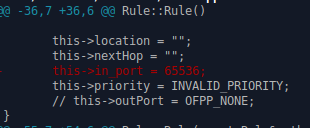 @@ -36,7 +36,6 @@ Rule::Rule()
this->location = "";
this->nextHop = "";
- this->in_port = 65536;
this->priority = INVALID_PRIORITY;
// this->outPort = OFPP_NONE;
}